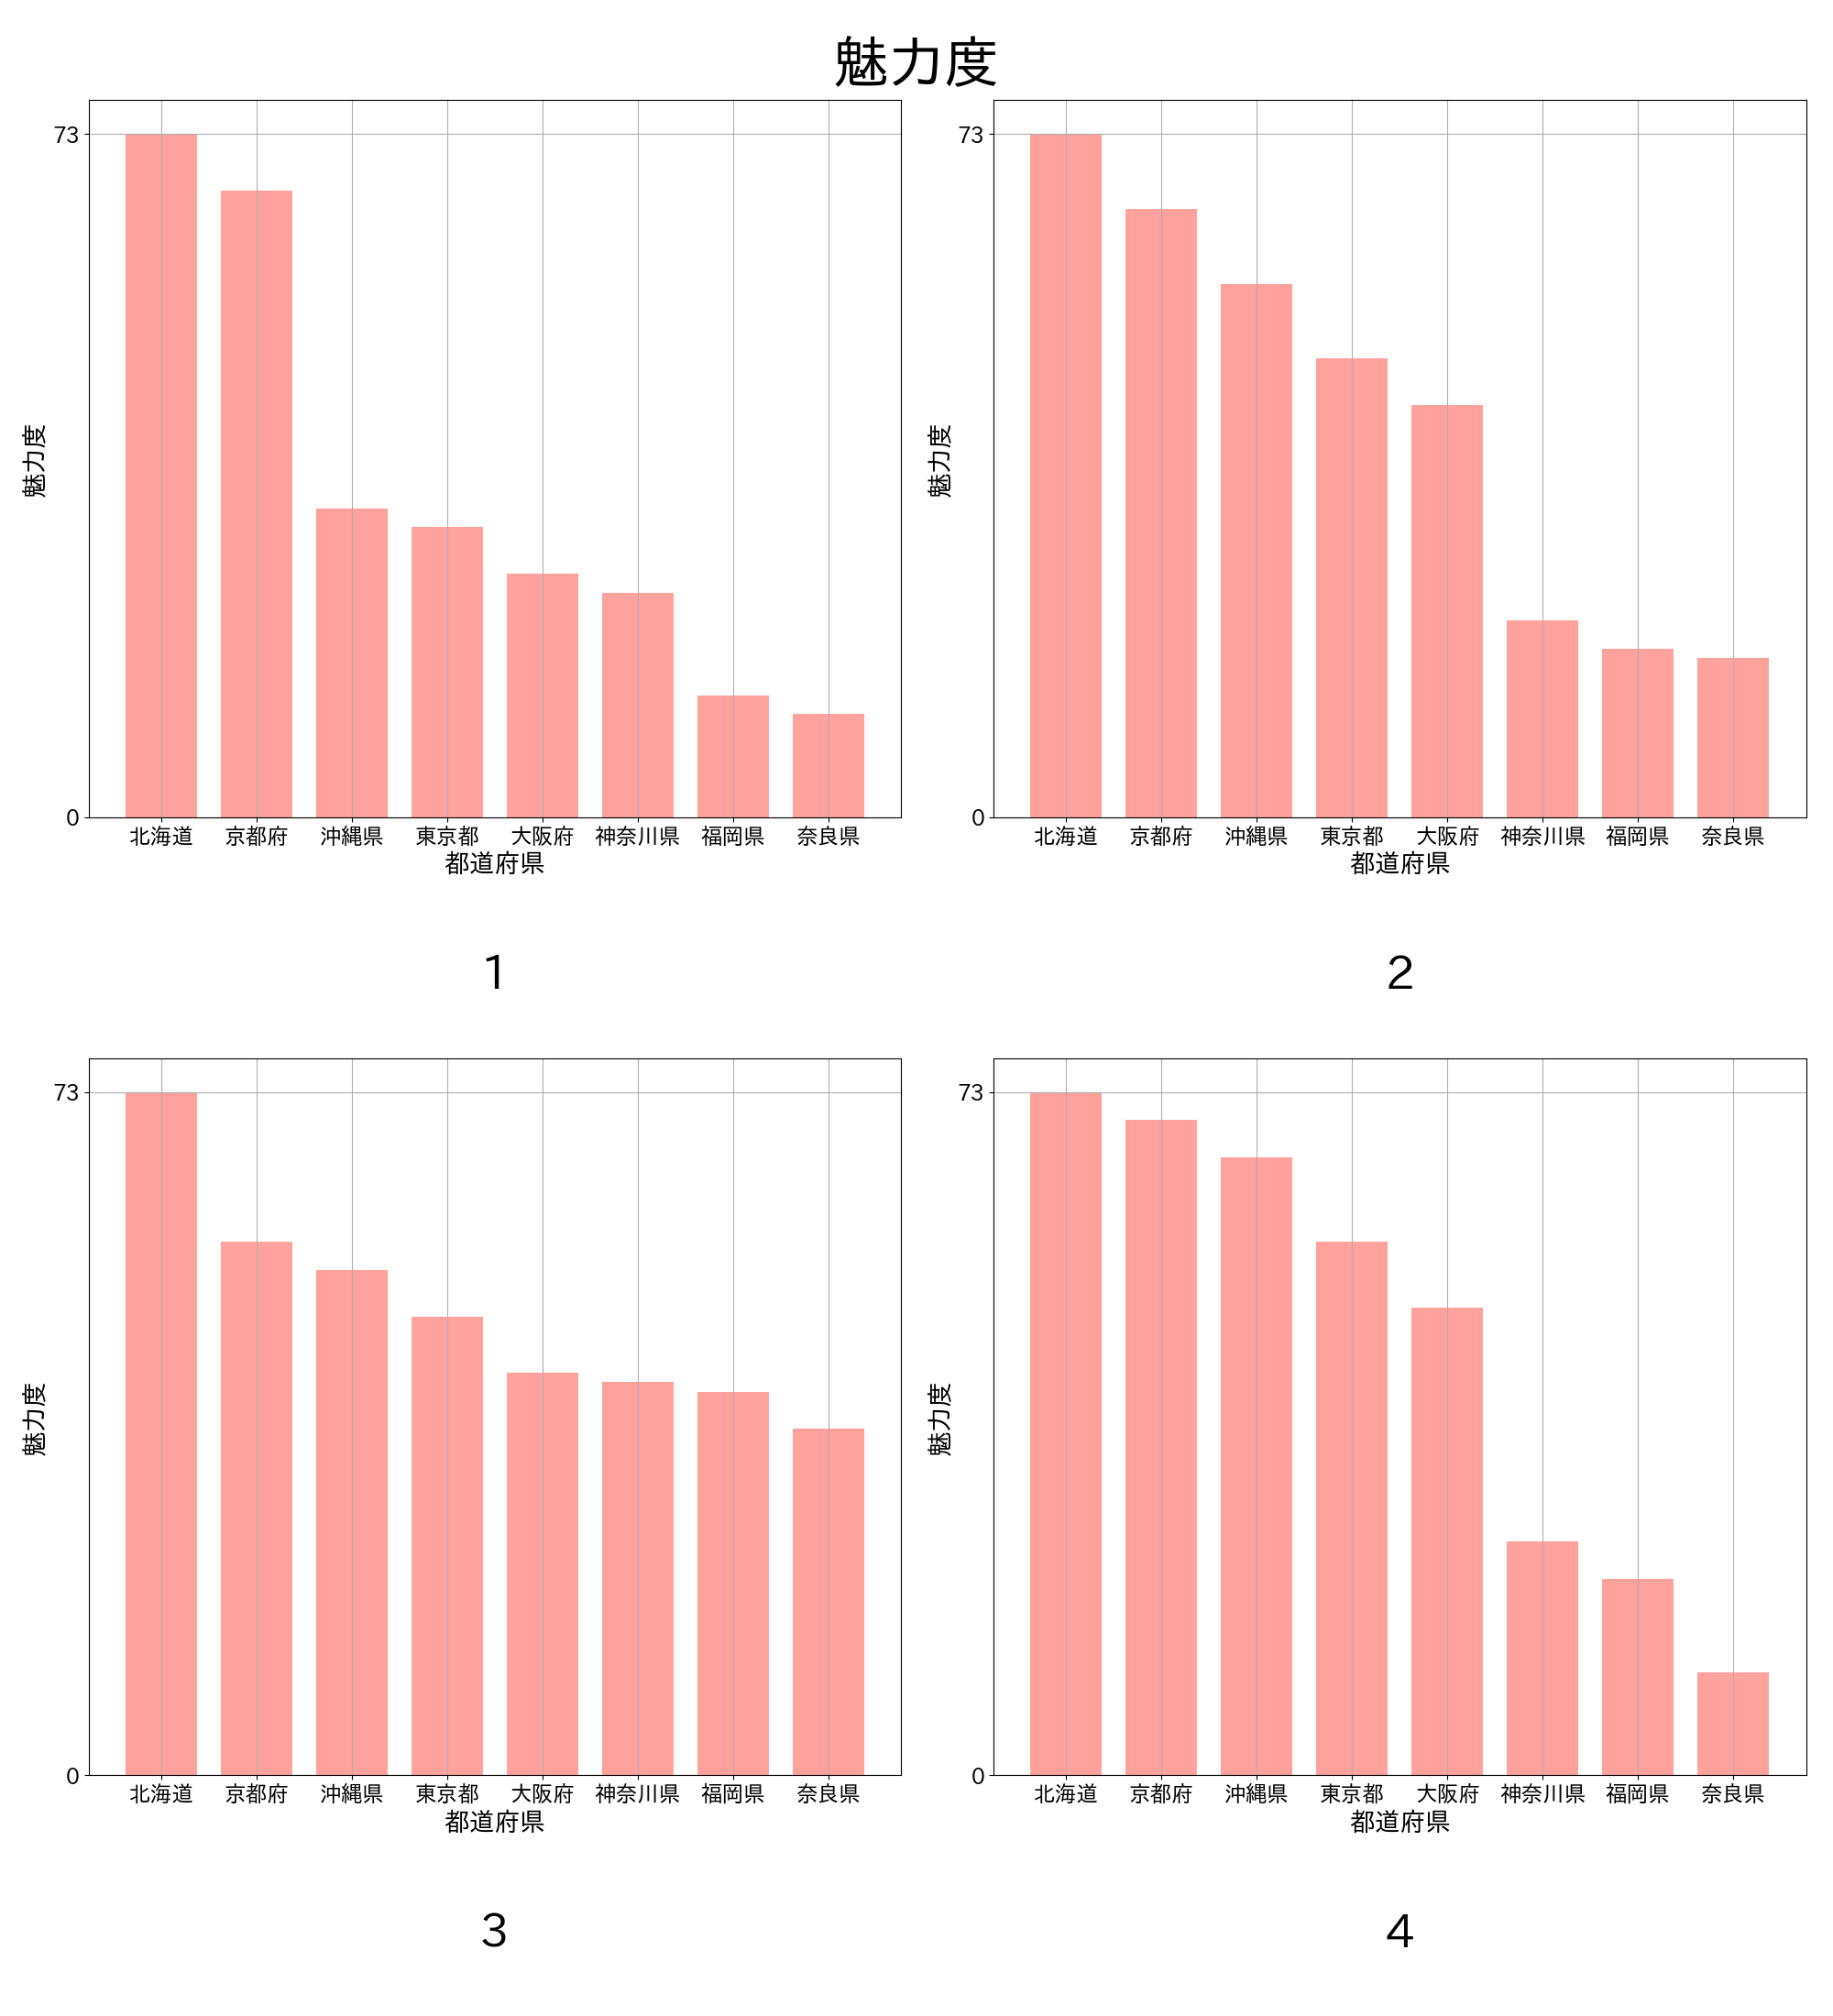 魅力度
73
0
魅力度
北海道 京都府 沖縄県 東京都 大阪府 神奈川県 福岡県 奈良県
都道府県
1
73
0
魅力度
北海道 京都府 沖縄県 東京都 大阪府 神奈川県 福岡県 奈良県
都道府県
2
73
0
魅力度
北海道 京都府 沖縄県 東京都 大阪府 神奈川県 福岡県 奈良県
都道府県
3
73
0
魅力度
北海道 京都府 沖縄県 東京都 大阪府 神奈川県 福岡県 奈良県
都道府県
4